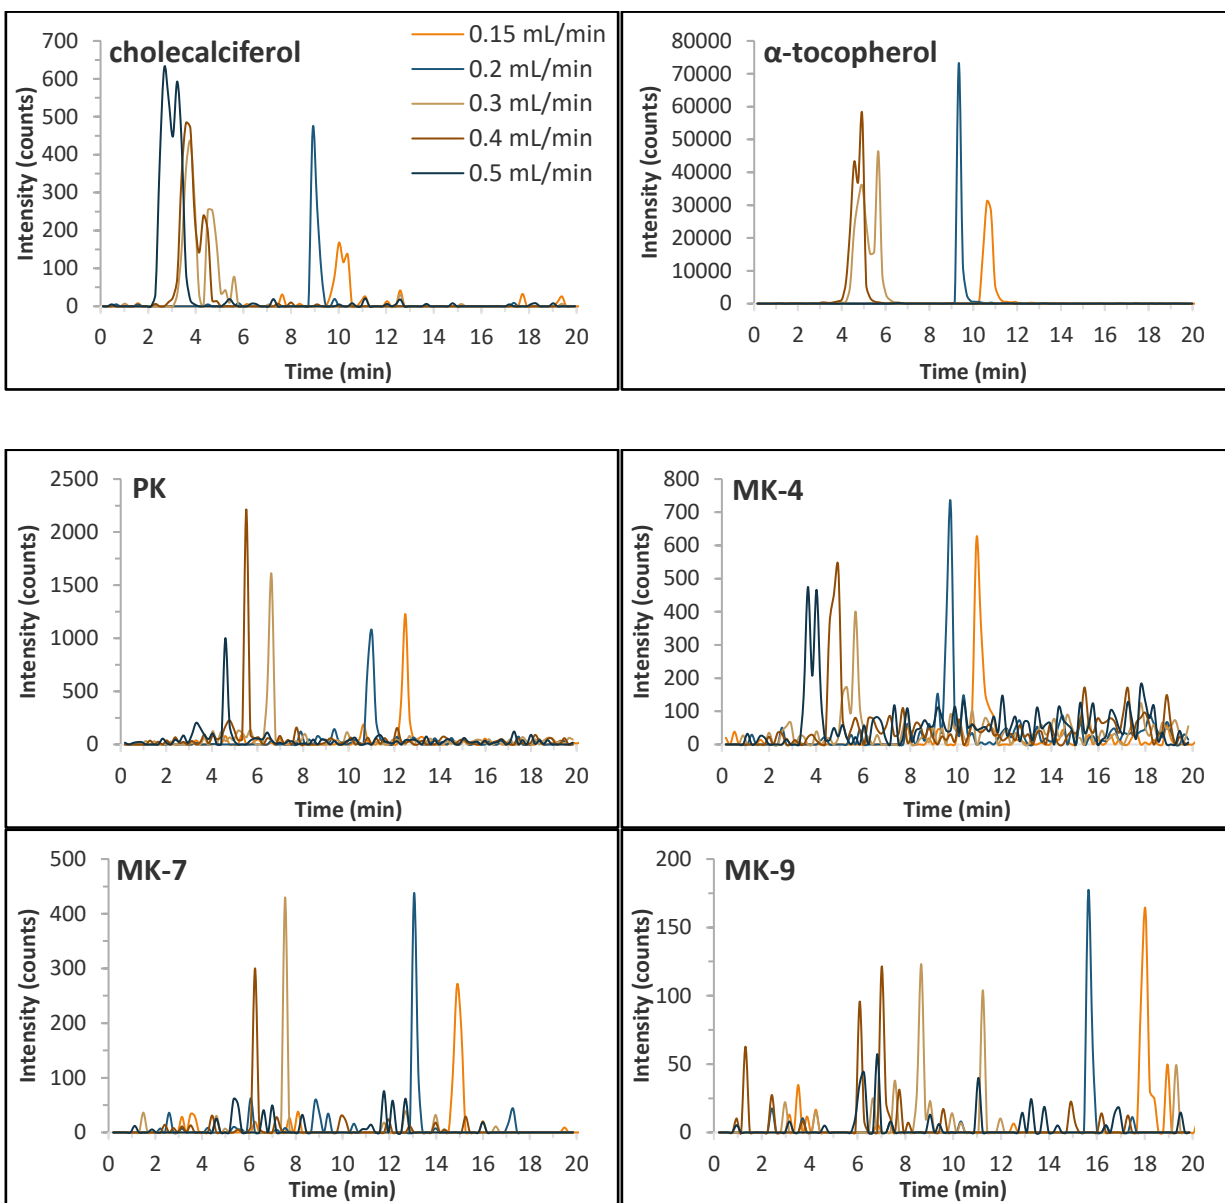 cholecalciferol
0.15 mL/min
0.2 mL/min
0.3 mL/min
0.4 mL/min
0.5 mL/min
Intensity (counts)
700
600
500
400
300
200
100
0
0 2 4 6 8 10 12 14 16 18 20
Time (min)
α-tocopherol
Intensity (counts)
80000
70000
60000
50000
40000
30000
20000
10000
0
0 2 4 6 8 10 12 14 16 18 20
Time (min)
PK
Intensity (counts)
2500
2000
1500
1000
500
0
0 2 4 6 8 10 12 14 16 18 20
Time (min)
MK-4
Intensity (counts)
800
700
600
500
400
300
200
100
0
0 2 4 6 8 10 12 14 16 18 20
Time (min)
MK-7
Intensity (counts)
500
400
300
200
100
0
0 2 4 6 8 10 12 14 16 18 20
Time (min)
MK-9
Intensity (counts)
200
150
100
50
0
0 2 4 6 8 10 12 14 16 18 20
Time (min)